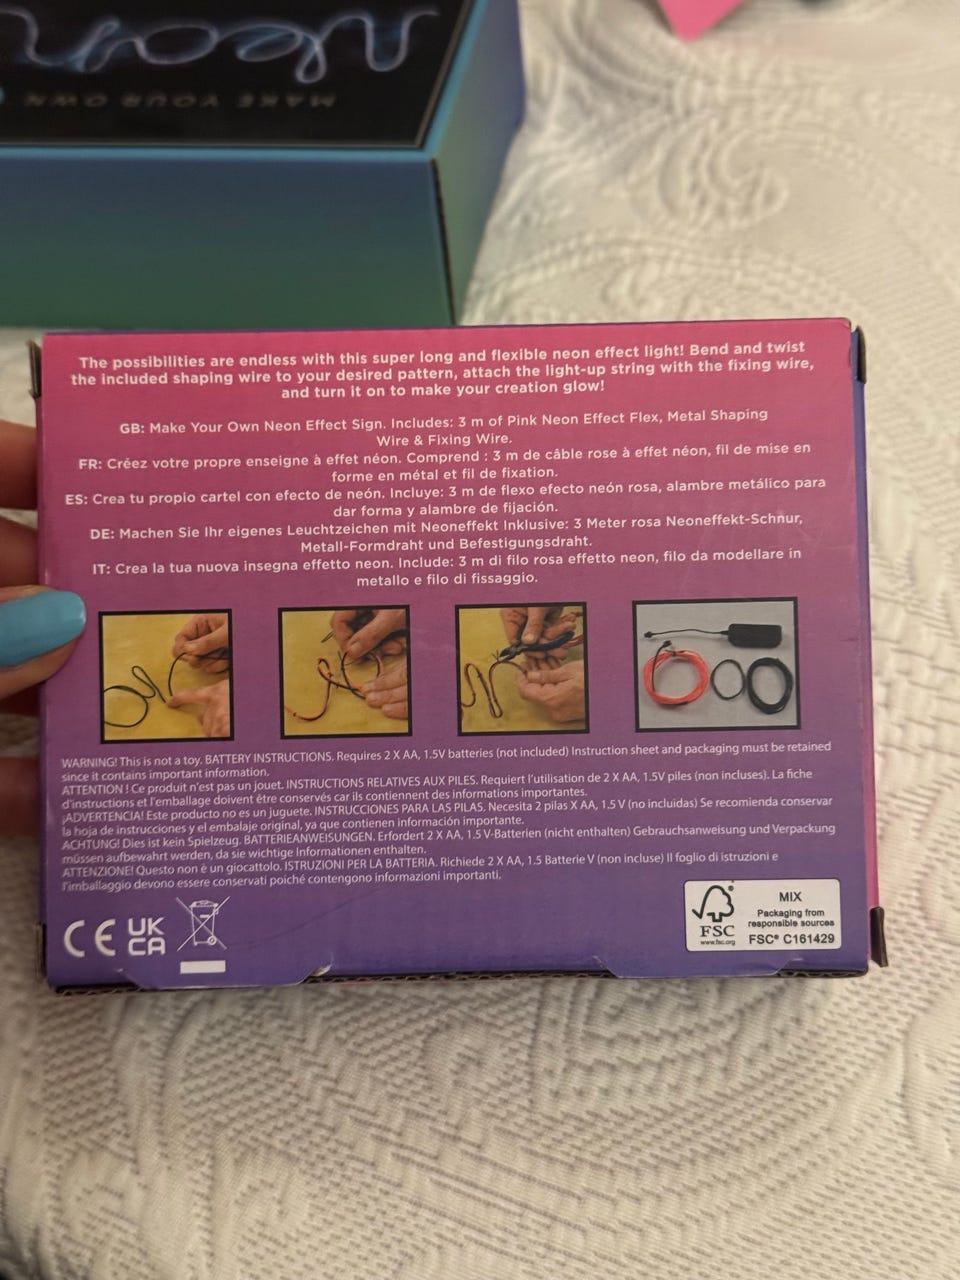 Neon
MAKE YOUR OWN
The possibilities are endless with this super long and flexible neon effect light! Bend and twist
the included shaping wire to your desired pattern, attach the light-up string with the fixing wire,
and turn it on to make your creation glow!
GB: Make Your Own Neon Effect Sign. Includes: 3 m of Pink Neon Effect Flex, Metal Shaping
Wire & Fixing Wire.
FR: Créez votre propre enseigne à effet néon. Comprend : 3 m de câble rose à effet néon, fil de mise en
forme en métal et fil de fixation.
ES: Crea tu propio cartel con efecto de neón. Incluye: 3 m de flexo efecto neón rosa, alambre metálico para
dar forma y alambre de fijación.
DE: Machen Sie Ihr eigenes Leuchtzeichen mit Neoneffekt Inklusive: 3 Meter rosa Neoneffekt-Schnur,
Metall-Formdraht und Befestigungsdraht.
IT: Crea la tua nuova insegna effetto neon. Include: 3 m di filo rosa effetto neon, filo da modellare in
metallo e filo di fissaggio.
WARNING! This is not a toy. BATTERY INSTRUCTIONS. Requires 2 X AA, 1.5V batteries (not included) Instruction sheet and packaging must be retained
since it contains important information.
ATTENTION ! Ce produit n'est pas un jouet. INSTRUCTIONS RELATIVES AUX PILES. Requiert l'utilisation de 2 X AA, 1.5V piles (non incluses). La fiche
d'instructions et l'emballage doivent être conservés car ils contiennent des informations importantes.
¡ADVERTENCIA! Este producto no es un juguete. INSTRUCCIONES PARA LAS PILAS. Necesita 2 pilas X AA, 1.5 V (no incluidas) Se recomienda conservar
la hoja de instrucciones y el embalaje original, ya que contienen información importante.
ACHTUNG! Dies ist kein Spielzeug. BATTERIEANWEISUNGEN. Erfordert 2 X AA, 1.5 V-Batterien (nicht enthalten) Gebrauchsanweisung und Verpackung
müssen aufbewahrt werden, da sie wichtige Informationen enthalten.
ATTENZIONE! Questo non è un giocattolo. ISTRUZIONI PER LA BATTERIA. Richiede 2 X AA, 1.5 Batterie V (non incluse) Il foglio di istruzioni e
l'imballaggio devono essere conservati poiché contengono informazioni importanti.
CE
UK
CA
FSC
www.fsc.org
MIX
Packaging from
responsible sources
FSC® C161429